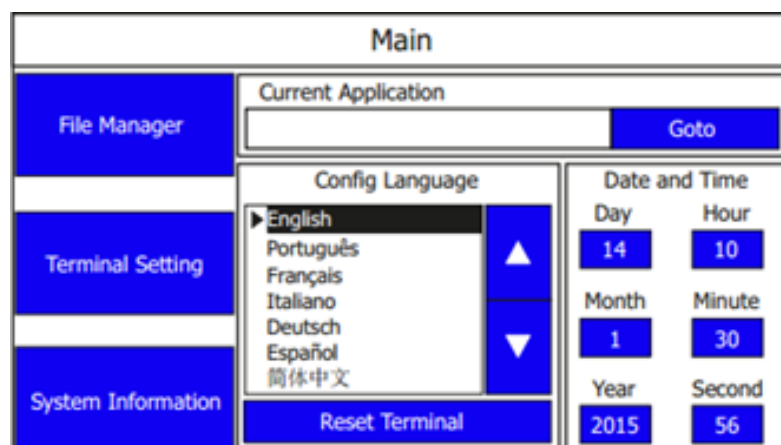 Main
File Manager
Terminal Setting
System Information
Current Application
Goto
Config Language
English
Português
Français
Italiano
Deutsch
Español
简体中文
Reset Terminal
Date and Time
Day Hour
14 10
Month Minute
1 30
Year Second
2015 56